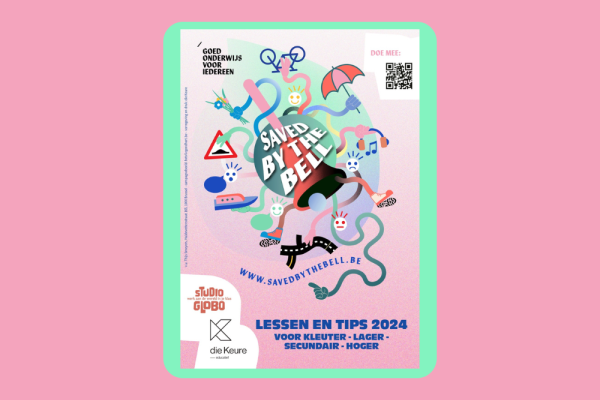 GOED
ONDERWIJS
VOOR
IEDEREEN
DOE MEE:
SAVED
BY THE
BELL
WWW.SAVEDBYTHEBELL.BE
STUDIO
GLOBO
die Keure
LESSEN EN TIPS 2024
VOOR KLEUTER - LAGER -
SECUNDAIR - HOGER